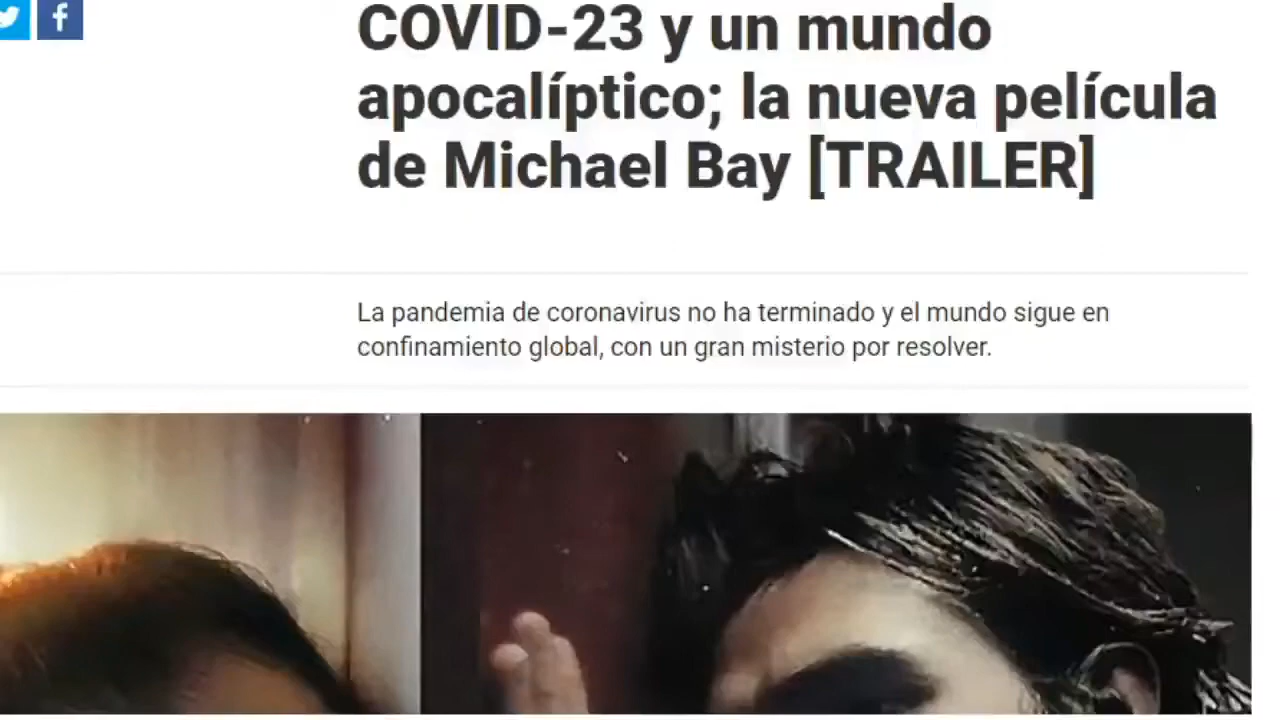 COVID-23 y un mundo
apocalíptico; la nueva película
de Michael Bay [TRAILER]
La pandemia de coronavirus no ha terminado y el mundo sigue en
confinamiento global, con un gran misterio por resolver.